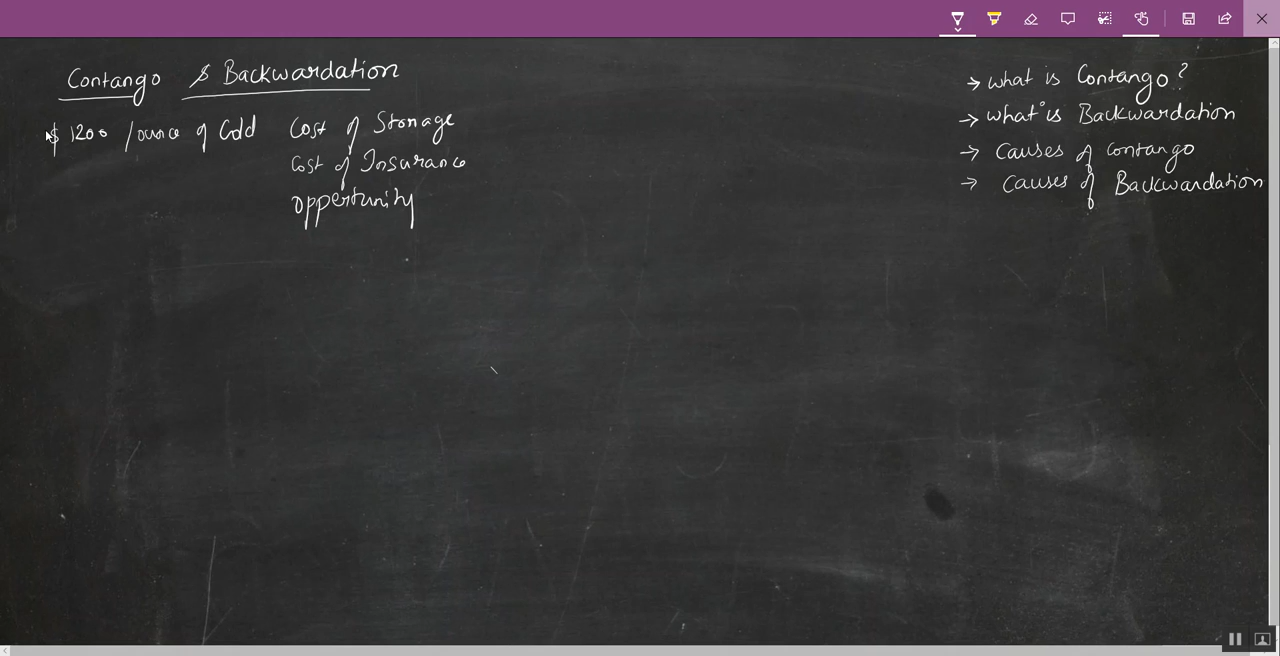 Contango & Backwardation
$ 1200 /ounce of Gold
Cost of Storage
Cost of Insurance
oppertunity
→ what is Contango?
→ what is Backwardation
→ Causes of contango
→ Causes of Backwardation